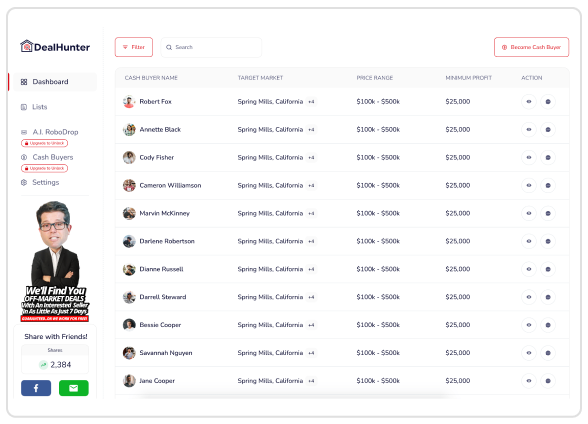 DealHunter
Filter
Search
Become Cash Buyer
Dashboard
Lists
A.I. RoboDrop
Upgrade to Unlock
Cash Buyers
Upgrade to Unlock
Settings
We'll Find You
OFF-MARKET DEALS
With An Interested Seller
In As Little As Just 7 Days
GUARANTEED..OR WE WORK FOR FREE!
Share with Friends!
Shares
2,384
CASH BUYER NAME TARGET MARKET PRICE RANGE MINIMUM PROFIT ACTION
Robert Fox Spring Mills, California +4 $100k - $500k $25,000
Annette Black Spring Mills, California +4 $100k - $500k $25,000
Cody Fisher Spring Mills, California +4 $100k - $500k $25,000
Cameron Williamson Spring Mills, California +4 $100k - $500k $25,000
Marvin McKinney Spring Mills, California +4 $100k - $500k $25,000
Darlene Robertson Spring Mills, California +4 $100k - $500k $25,000
Dianne Russell Spring Mills, California +4 $100k - $500k $25,000
Darrell Steward Spring Mills, California +4 $100k - $500k $25,000
Bessie Cooper Spring Mills, California +4 $100k - $500k $25,000
Savannah Nguyen Spring Mills, California +4 $100k - $500k $25,000
Jane Cooper Spring Mills, California +4 $100k - $500k $25,000